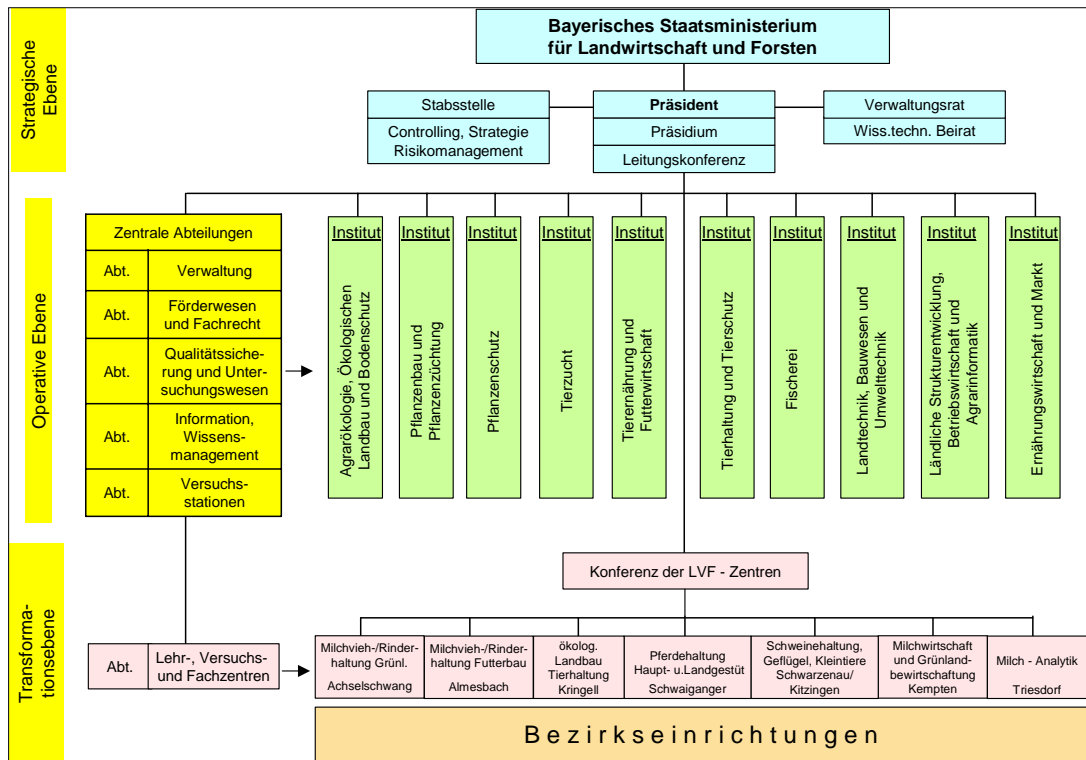 Bayerisches Staatsministerium
für Landwirtschaft und Forsten
Strategische
Ebene
Stabsstelle
Controlling, Strategie
Risikomanagement
Präsident
Präsidium
Leitungskonferenz
Verwaltungsrat
Wiss.techn. Beirat
Operative Ebene
Zentrale Abteilungen
Abt. Verwaltung
Abt. Förderwesen
und Fachrecht
Abt. Qualitätssiche-
rung und Unter-
suchungswesen
Abt. Information,
Wissens-
management
Abt. Versuchs-
stationen
Institut
Agrarökologie, Ökologischen
Landbau und Bodenschutz
Institut
Pflanzenbau und
Pflanzenzüchtung
Institut
Pflanzenschutz
Institut
Tierzucht
Institut
Tierernährung und
Futterwirtschaft
Institut
Tierhaltung und Tierschutz
Institut
Fischerei
Institut
Landtechnik, Bauwesen und
Umwelttechnik
Institut
Ländliche Strukturentwicklung,
Betriebswirtschaft und
Agrarinformatik
Institut
Ernährungswirtschaft und Markt
Transforma-
tionsebene
Konferenz der LVF - Zentren
Abt. Lehr-, Versuchs-
und Fachzentren
Milchvieh-/Rinder-
haltung Grünl.
Achselschwang
Milchvieh-/Rinder-
haltung Futterbau
Almesbach
ökolog.
Landbau
Tierhaltung
Kringell
Pferdehaltung
Haupt- u.Landgestüt
Schwaiganger
Schweinehaltung,
Geflügel, Kleintiere
Schwarzenau/
Kitzingen
Milchwirtschaft
und Grünland-
bewirtschaftung
Kempten
Milch - Analytik
Triesdorf
Bezirkseinrichtungen